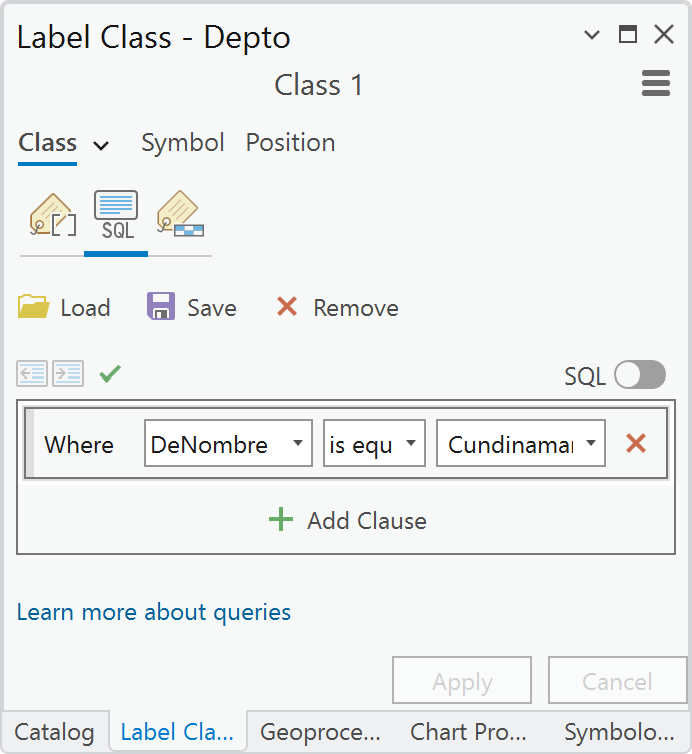 Label Class - Depto
Class 1
Class Symbol Position
SQL
Load Save Remove
SQL
Where DeNombre is equ Cundinamar
Add Clause
Learn more about queries
Apply Cancel
Catalog Label Cla... Geoproce... Chart Pro... Symbolo...